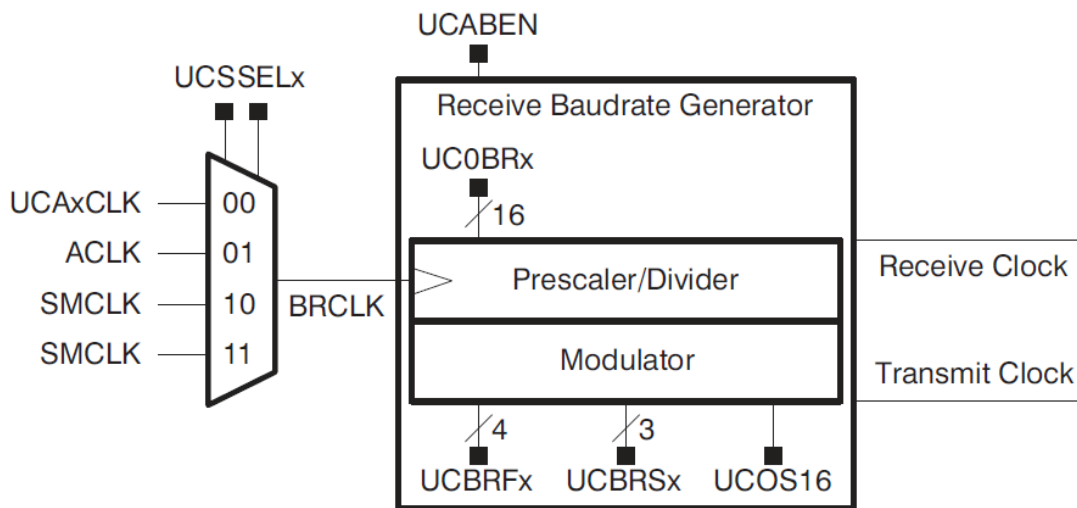 UCABEN
UCSSELx
Receive Baudrate Generator
UC0BRx
16
UCAxCLK
00
ACLK
01
SMCLK
10
SMCLK
11
BRCLK
Prescaler/Divider
Modulator
Receive Clock
Transmit Clock
4
3
UCBRFx
UCBRSx
UCOS16